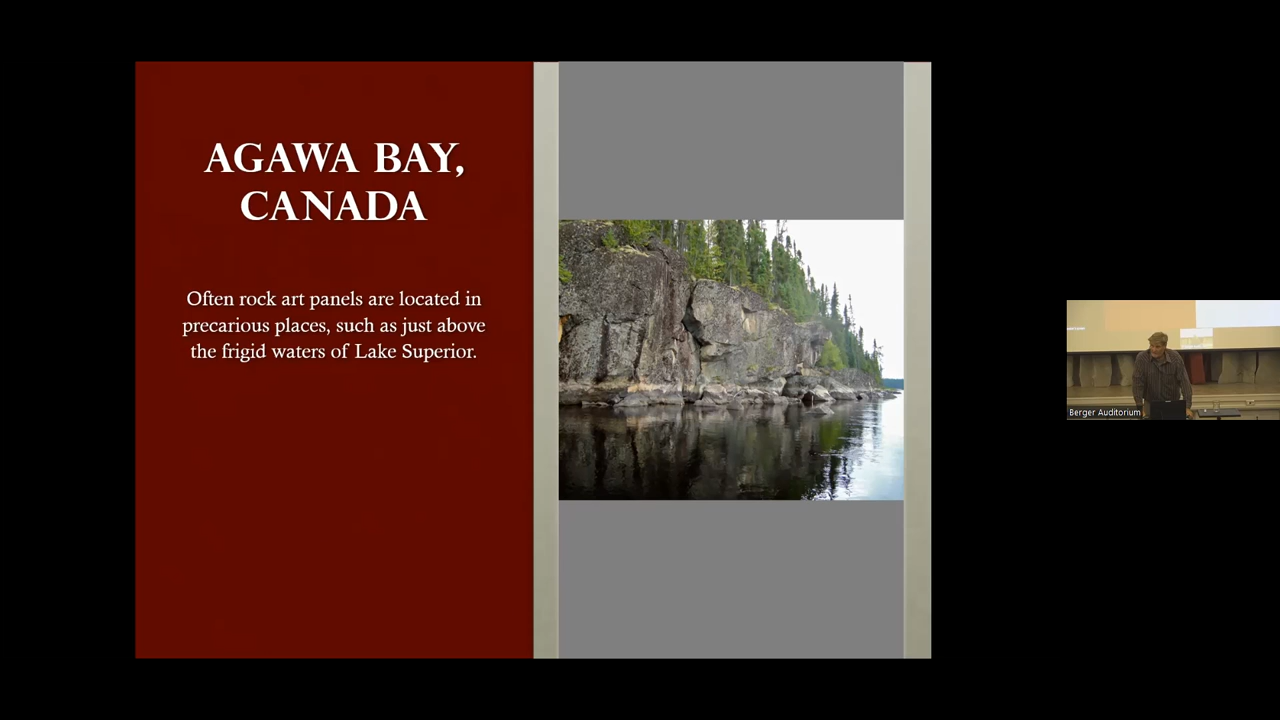 AGAWA BAY,
CANADA
Often rock art panels are located in
precarious places, such as just above
the frigid waters of Lake Superior.
Berger Auditorium